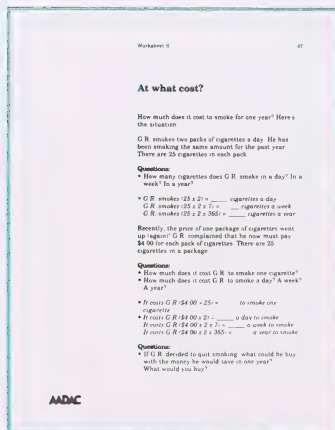 Worksheet 8 87
At what cost?
How much does it cost to smoke for one year? Here s
the situation
G R smokes two packs of cigarettes a day He has
been smoking the same amount for the past year
There are 25 cigarettes in each pack
Questions:
• How many cigarettes does G R smoke in a day? In a
week? In a year?
• G R smokes (25 x 2) = ____ cigarettes a day
G R smokes (25 x 2 x 7) = __ cigarettes a week
G R. smokes (25 x 2 x 365) = ____ cigarettes a year
Recently, the price of one package of cigarettes went
up (again)' G R complained that he now must pay
$4 00 for each pack of cigarettes There are 25
cigarettes in a package
Questions:
• How much does it cost G R to smoke one cigarette?
• How much does it cost G R to smoke a day? A week?
A year?
• It costs G R ($4 00 ÷ 25) = to smoke one
cigarette
• It costs G R ($4 00 x 2) = ____ a day to smoke
It costs G R ($4 00 x 2 x 7) = ____ a week to smoke
It costs G R ($4 00 x 2 x 365) = a year to smoke
Questions:
• If G R decided to quit smoking what could he buy
with the money he would save in one year?
What would you buy?
AADAC